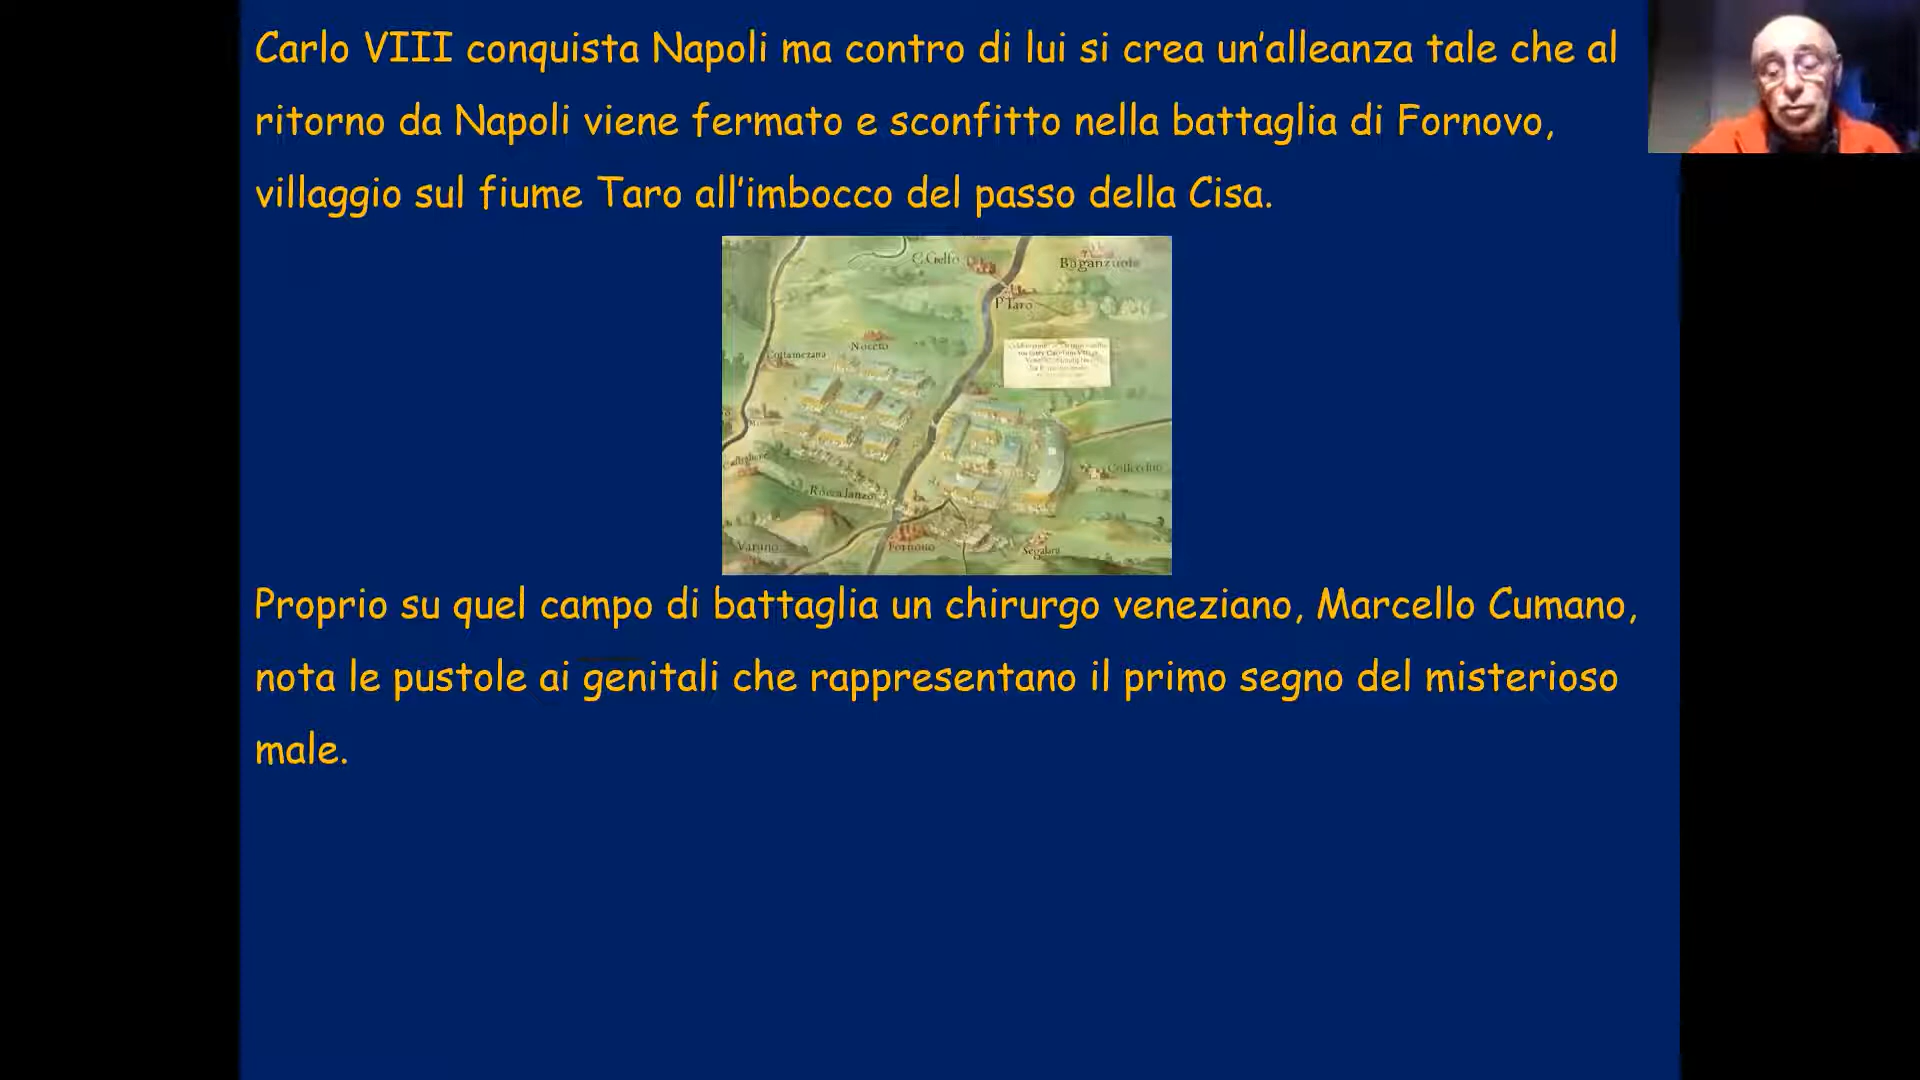 Carlo VIII conquista Napoli ma contro di lui si crea un'alleanza tale che al
ritorno da Napoli viene fermato e sconfitto nella battaglia di Fornovo,
villaggio sul fiume Taro all'imbocco del passo della Cisa.
C. Gelfo
Baganzuolo
P. Taro
Noceto
Costamezana
Collecchio
Roccalanzo
Varano
Fornouo
Segalara
Proprio su quel campo di battaglia un chirurgo veneziano, Marcello Cumano,
nota le pustole ai genitali che rappresentano il primo segno del misterioso
male.